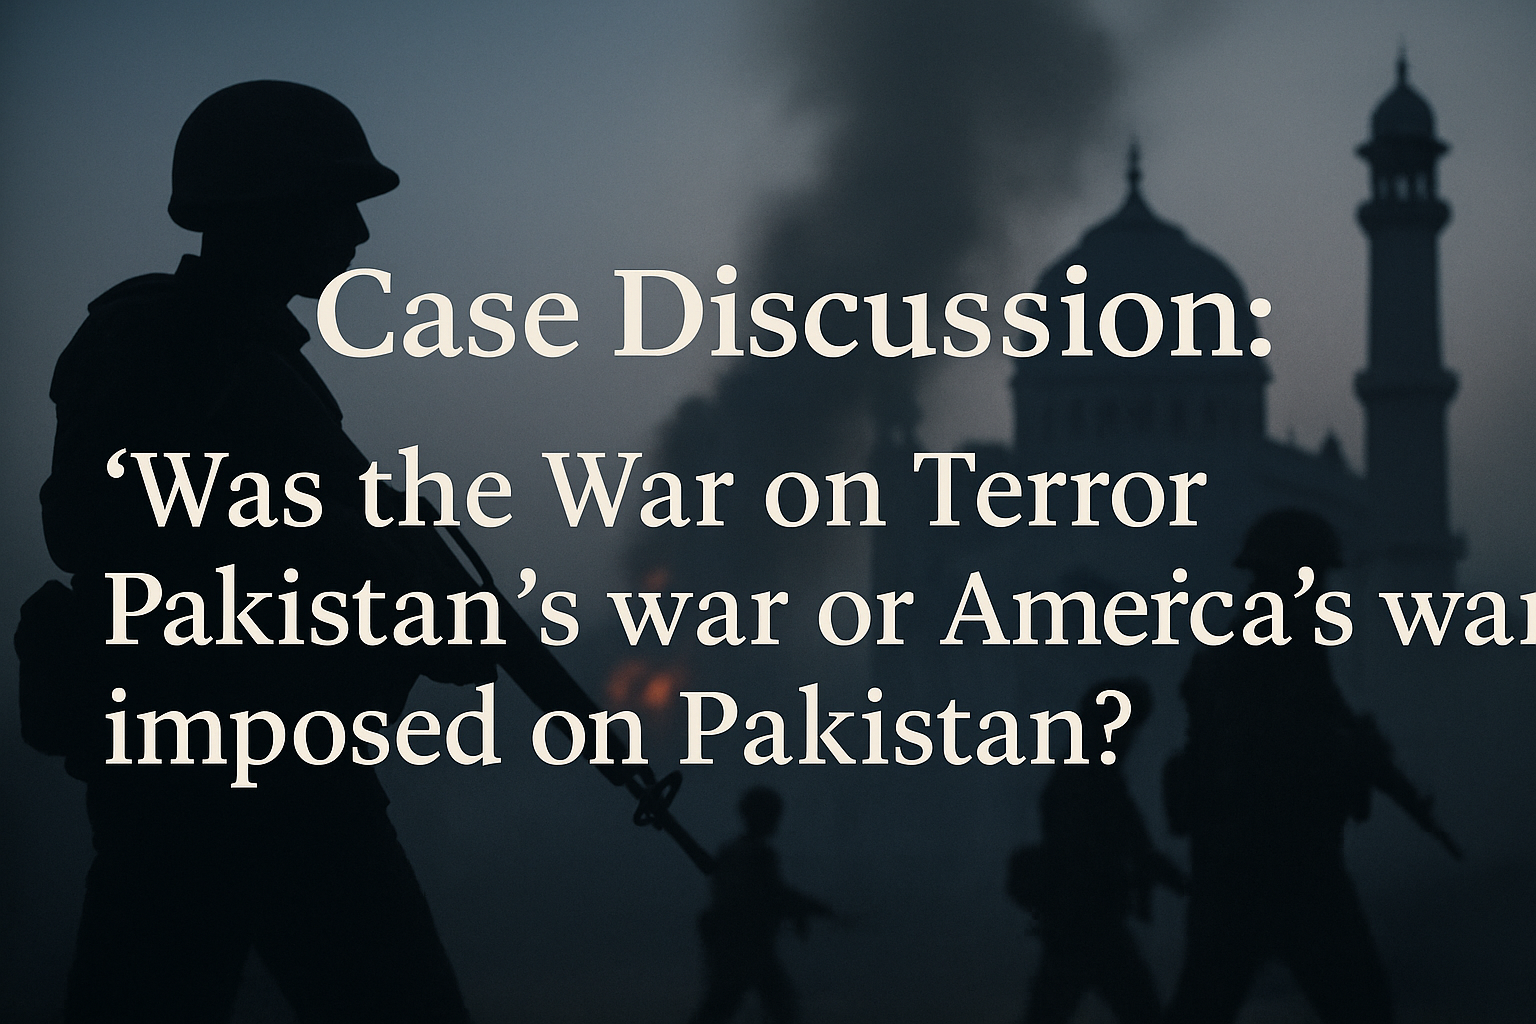 Case Discussion:
‘Was the War on Terror
Pakistan’s war or Amerca’s war
imposed on Pakistan?